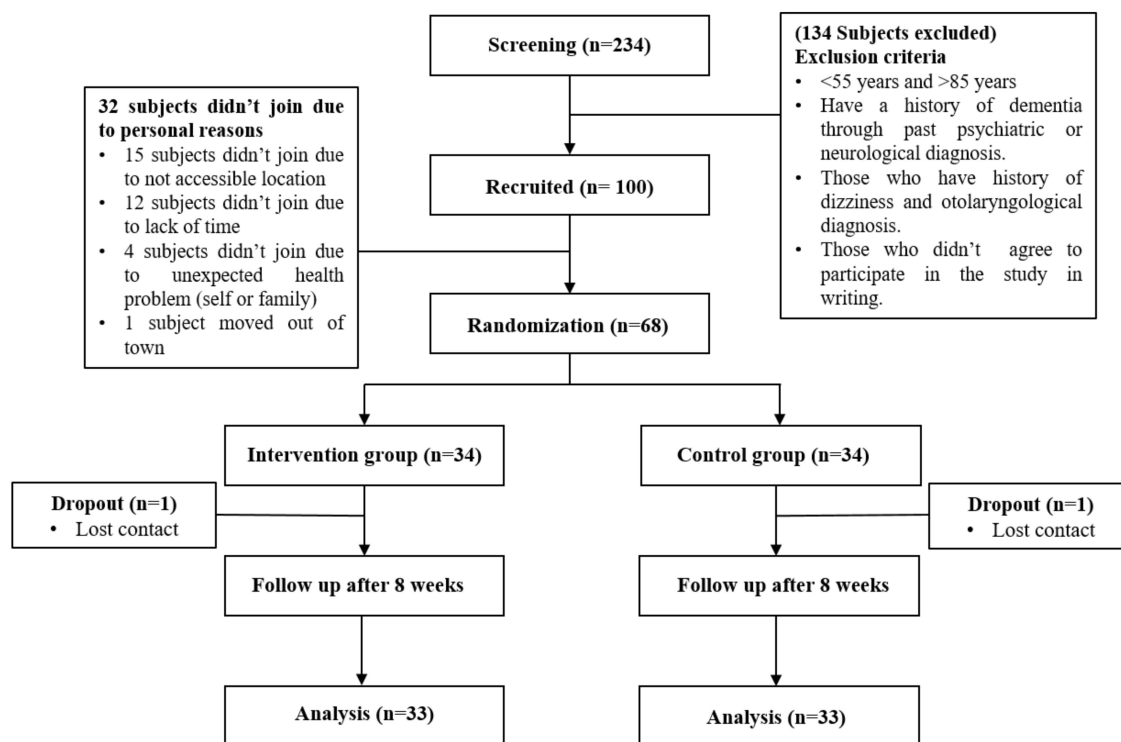 Screening (n=234)
(134 Subjects excluded)
Exclusion criteria
• <55 years and >85 years
• Have a history of dementia
through past psychiatric or
neurological diagnosis.
• Those who have history of
dizziness and otolaryngological
diagnosis.
• Those who didn’t agree to
participate in the study in
writing.
32 subjects didn’t join due
to personal reasons
• 15 subjects didn’t join due
to not accessible location
• 12 subjects didn’t join due
to lack of time
• 4 subjects didn’t join due
to unexpected health
problem (self or family)
• 1 subject moved out of
town
Recruited (n= 100)
Randomization (n=68)
Intervention group (n=34)
Control group (n=34)
Dropout (n=1)
• Lost contact
Dropout (n=1)
• Lost contact
Follow up after 8 weeks
Follow up after 8 weeks
Analysis (n=33)
Analysis (n=33)